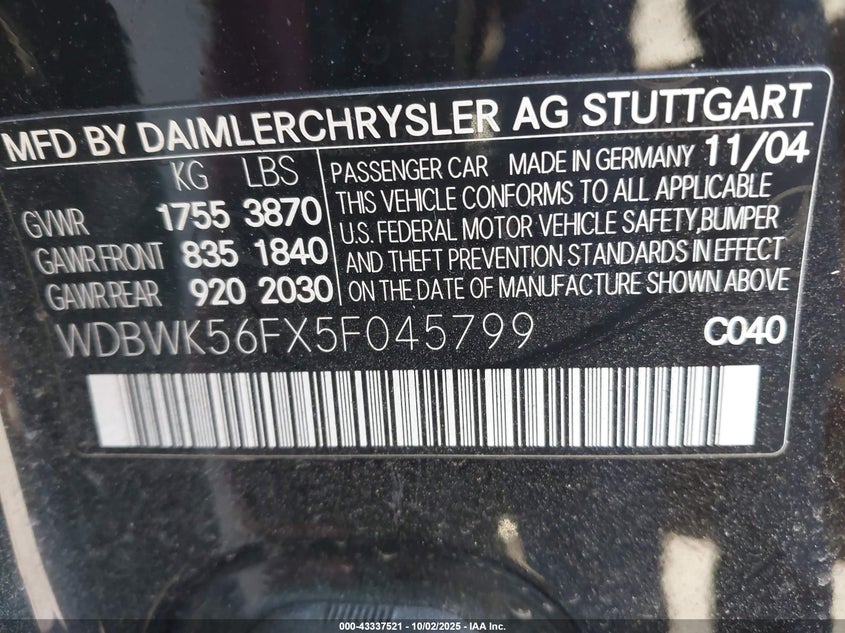 MFD BY DAIMLERCHRYSLER AG STUTTGART
KG LBS
GVWR 1755 3870
GAWR FRONT 835 1840
GAWR REAR 920 2030
PASSENGER CAR MADE IN GERMANY 11/04
THIS VEHICLE CONFORMS TO ALL APPLICABLE
U.S. FEDERAL MOTOR VEHICLE SAFETY,BUMPER
AND THEFT PREVENTION STANDARDS IN EFFECT
ON THE DATE OF MANUFACTURE SHOWN ABOVE
WDBWK56FX5F045799 C040
000-43337521 - 10/02/2025 - IAA Inc.